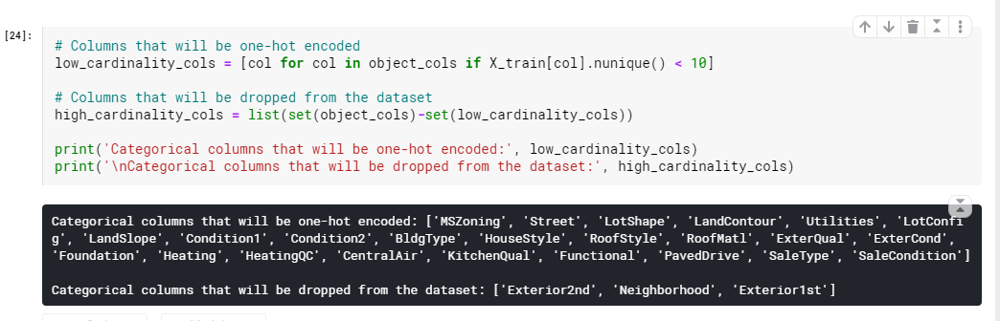 [24]:
# Columns that will be one-hot encoded
low_cardinality_cols = [col for col in object_cols if X_train[col].nunique() < 10]
# Columns that will be dropped from the dataset
high_cardinality_cols = list(set(object_cols)-set(low_cardinality_cols))
print('Categorical columns that will be one-hot encoded:', low_cardinality_cols)
print('\nCategorical columns that will be dropped from the dataset:', high_cardinality_cols)
Categorical columns that will be one-hot encoded: ['MSZoning', 'Street', 'LotShape', 'LandContour', 'Utilities', 'LotConfi
g', 'LandSlope', 'Condition1', 'Condition2', 'BldgType', 'HouseStyle', 'RoofStyle', 'RoofMatl', 'ExterQual', 'ExterCond',
'Foundation', 'Heating', 'HeatingQC', 'CentralAir', 'KitchenQual', 'Functional', 'PavedDrive', 'SaleType', 'SaleCondition']
Categorical columns that will be dropped from the dataset: ['Exterior2nd', 'Neighborhood', 'Exterior1st']